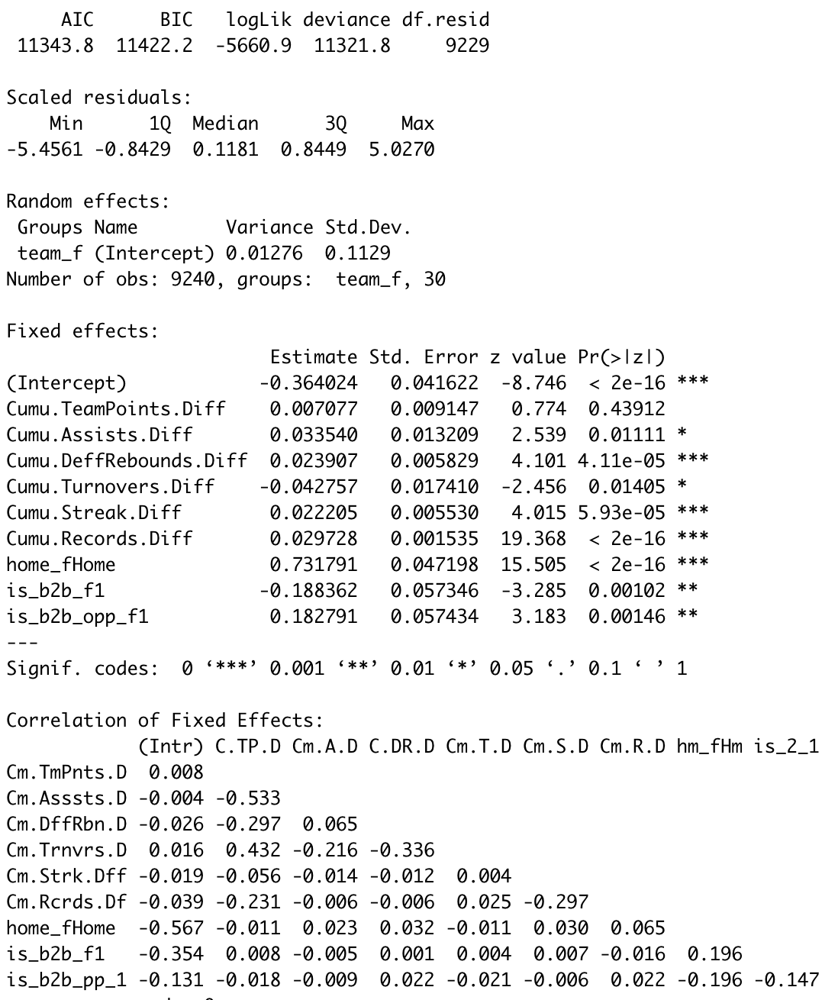 AIC BIC logLik deviance df.resid
11343.8 11422.2 -5660.9 11321.8 9229
Scaled residuals:
Min 1Q Median 3Q Max
-5.4561 -0.8429 0.1181 0.8449 5.0270
Random effects:
Groups Name Variance Std.Dev.
team_f (Intercept) 0.01276 0.1129
Number of obs: 9240, groups: team_f, 30
Fixed effects:
Estimate Std. Error z value Pr(>|z|)
(Intercept) -0.364024 0.041622 -8.746 < 2e-16 ***
Cumu.TeamPoints.Diff 0.007077 0.009147 0.774 0.43912
Cumu.Assists.Diff 0.033540 0.013209 2.539 0.01111 *
Cumu.DeffRebounds.Diff 0.023907 0.005829 4.101 4.11e-05 ***
Cumu.Turnovers.Diff -0.042757 0.017410 -2.456 0.01405 *
Cumu.Streak.Diff 0.022205 0.005530 4.015 5.93e-05 ***
Cumu.Records.Diff 0.029728 0.001535 19.368 < 2e-16 ***
home_fHome 0.731791 0.047198 15.505 < 2e-16 ***
is_b2b_f1 -0.188362 0.057346 -3.285 0.00102 **
is_b2b_opp_f1 0.182791 0.057434 3.183 0.00146 **
---
Signif. codes: 0 ‘***’ 0.001 ‘**’ 0.01 ‘*’ 0.05 ‘.’ 0.1 ‘ ’ 1
Correlation of Fixed Effects:
(Intr) C.TP.D Cm.A.D C.DR.D Cm.T.D Cm.S.D Cm.R.D hm_fHm is_2_1
Cm.TmPnts.D 0.008
Cm.Asssts.D -0.004 -0.533
Cm.DffRbn.D -0.026 -0.297 0.065
Cm.Trnvrs.D 0.016 0.432 -0.216 -0.336
Cm.Strk.Dff -0.019 -0.056 -0.014 -0.012 0.004
Cm.Rcrds.Df -0.039 -0.231 -0.006 -0.006 0.025 -0.297
home_fHome -0.567 -0.011 0.023 0.032 -0.011 0.030 0.065
is_b2b_f1 -0.354 0.008 -0.005 0.001 0.004 0.007 -0.016 0.196
is_b2b_pp_1 -0.131 -0.018 -0.009 0.022 -0.021 -0.006 0.022 -0.196 -0.147